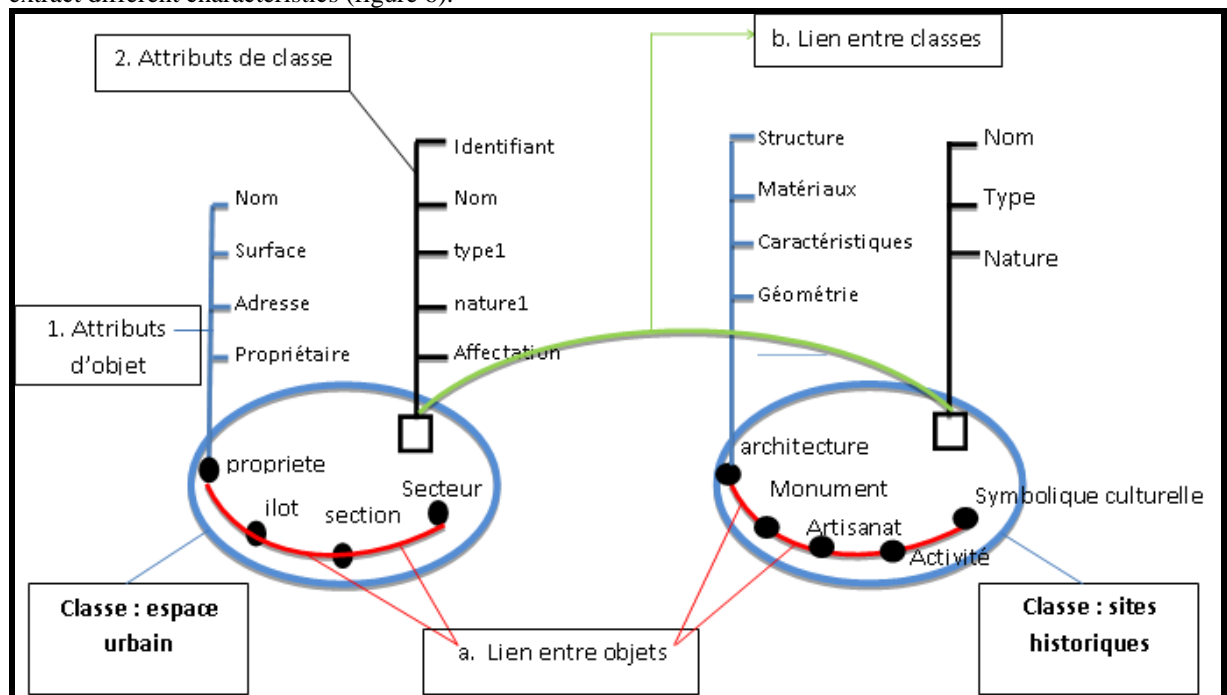 extract different characteristics (figure 6).
2. Attributs de classe
b. Lien entre classes
Identifiant
Nom
type1
nature1
Affectation
Nom
Surface
Adresse
Propriétaire
1. Attributs
d’objet
Structure
Matériaux
Caractéristiques
Géométrie
Nom
Type
Nature
propriete
ilot
section
Secteur
architecture
Monument
Artisanat
Activité
Symbolique culturelle
Classe : espace
urbain
a. Lien entre objets
Classe : sites
historiques